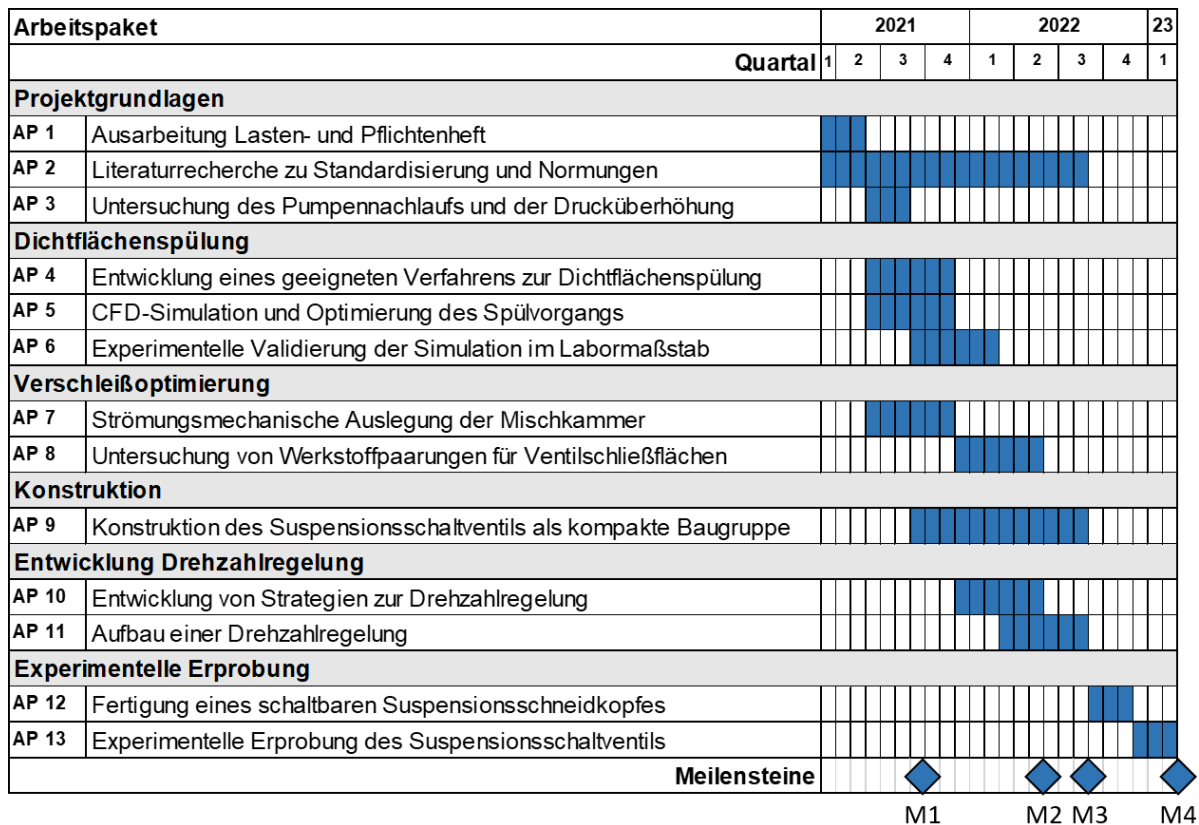 Arbeitspaket 2021 2022 23
Quartal 1 2 3 4 1 2 3 4 1
Projektgrundlagen
AP 1 Ausarbeitung Lasten- und Pflichtenheft
AP 2 Literaturrecherche zu Standardisierung und Normungen
AP 3 Untersuchung des Pumpennachlaufs und der Drucküberhöhung
Dichtflächenspülung
AP 4 Entwicklung eines geeigneten Verfahrens zur Dichtflächenspülung
AP 5 CFD-Simulation und Optimierung des Spülvorgangs
AP 6 Experimentelle Validierung der Simulation im Labormaßstab
Verschleißoptimierung
AP 7 Strömungsmechanische Auslegung der Mischkammer
AP 8 Untersuchung von Werkstoffpaarungen für Ventilschließflächen
Konstruktion
AP 9 Konstruktion des Suspensionsschaltventils als kompakte Baugruppe
Entwicklung Drehzahlregelung
AP 10 Entwicklung von Strategien zur Drehzahlregelung
AP 11 Aufbau einer Drehzahlregelung
Experimentelle Erprobung
AP 12 Fertigung eines schaltbaren Suspensionsschneidkopfes
AP 13 Experimentelle Erprobung des Suspensionsschaltventils
Meilensteine
M1 M2 M3 M4